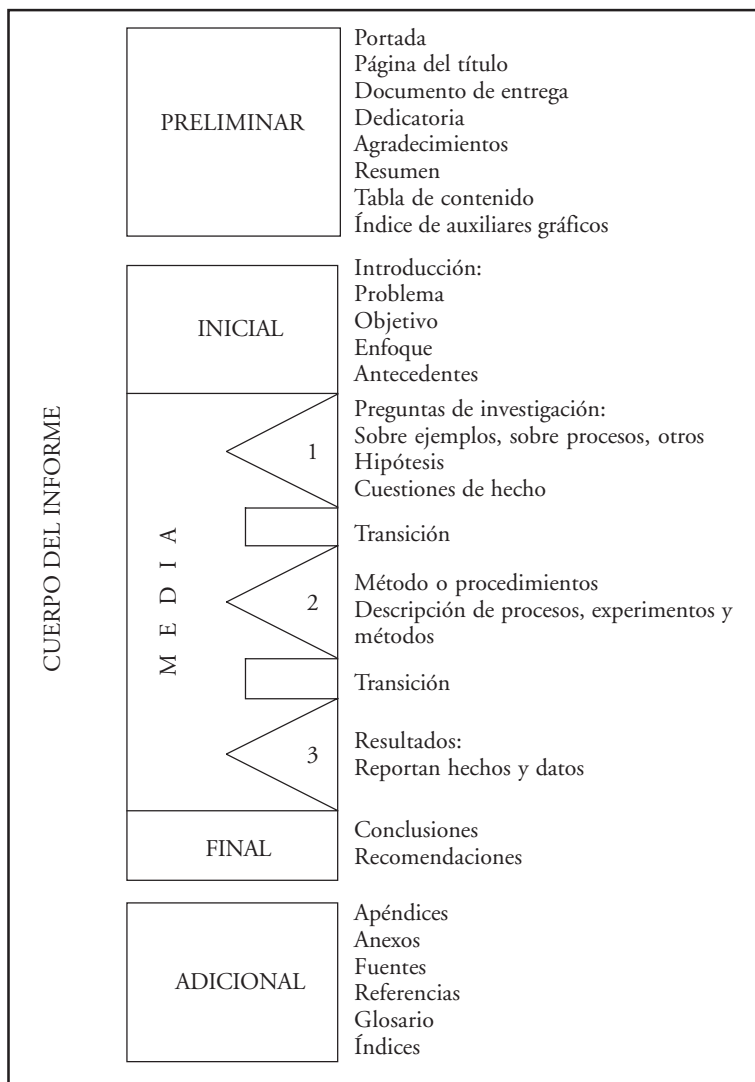 CUERPO DEL INFORME
PRELIMINAR
Portada
Página del título
Documento de entrega
Dedicatoria
Agradecimientos
Resumen
Tabla de contenido
Índice de auxiliares gráficos
INICIAL
Introducción:
Problema
Objetivo
Enfoque
Antecedentes
MEDIA
1
Preguntas de investigación:
Sobre ejemplos, sobre procesos, otros
Hipótesis
Cuestiones de hecho
Transición
2
Método o procedimientos
Descripción de procesos, experimentos y
métodos
Transición
3
Resultados:
Reportan hechos y datos
FINAL
Conclusiones
Recomendaciones
ADICIONAL
Apéndices
Anexos
Fuentes
Referencias
Glosario
Índices